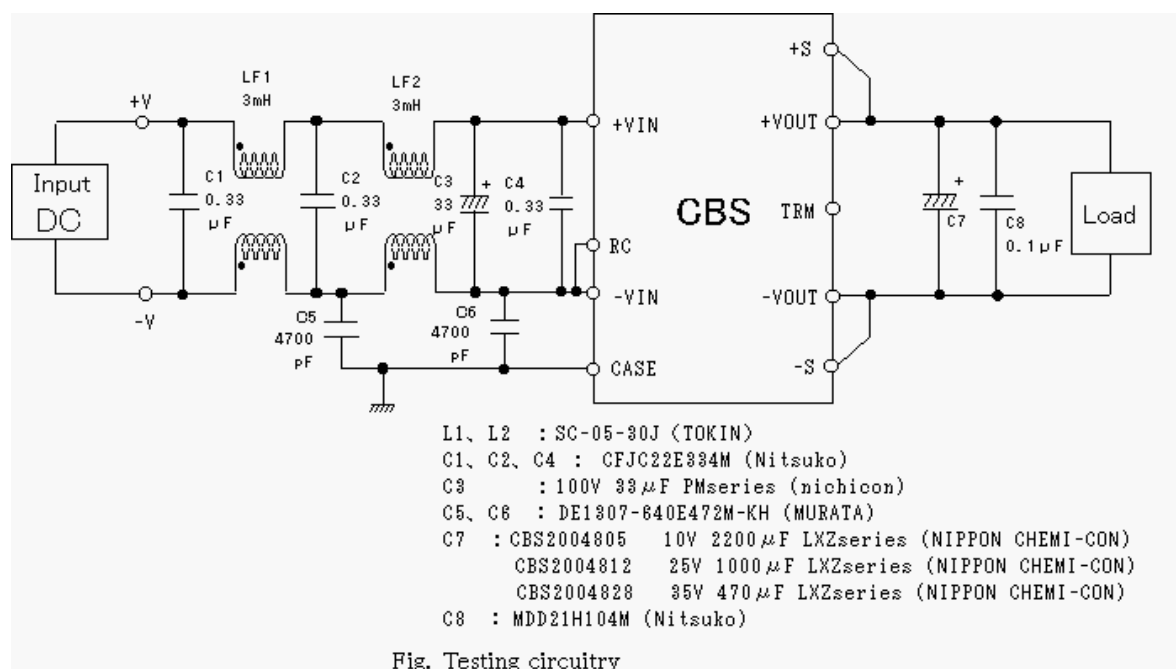 LF1
3mH
LF2
3mH
+V
Input
DC
-V
C1
0.33
μF
C2
0.33
μF
C3
33
μF
+
C4
0.33
μF
C5
4700
pF
C6
4700
pF
+VIN
RC
-VIN
CASE
CBS
+S
+VOUT
TRM
-VOUT
-S
+
C7
C8
0.1μF
Load
L1、L2 :SC-05-30J (TOKIN)
C1、C2、C4 : CFJC22E334M (Nitsuko)
C3 :100V 33μF PMseries (nichicon)
C5、C6 : DE1307-640E472M-KH (MURATA)
C7 :CBS2004805 10V 2200μF LXZseries (NIPPON CHEMI-CON)
CBS2004812 25V 1000μF LXZseries (NIPPON CHEMI-CON)
CBS2004828 35V 470μF LXZseries (NIPPON CHEMI-CON)
C8 : MDD21H104M (Nitsuko)
Fig. Testing circuitry